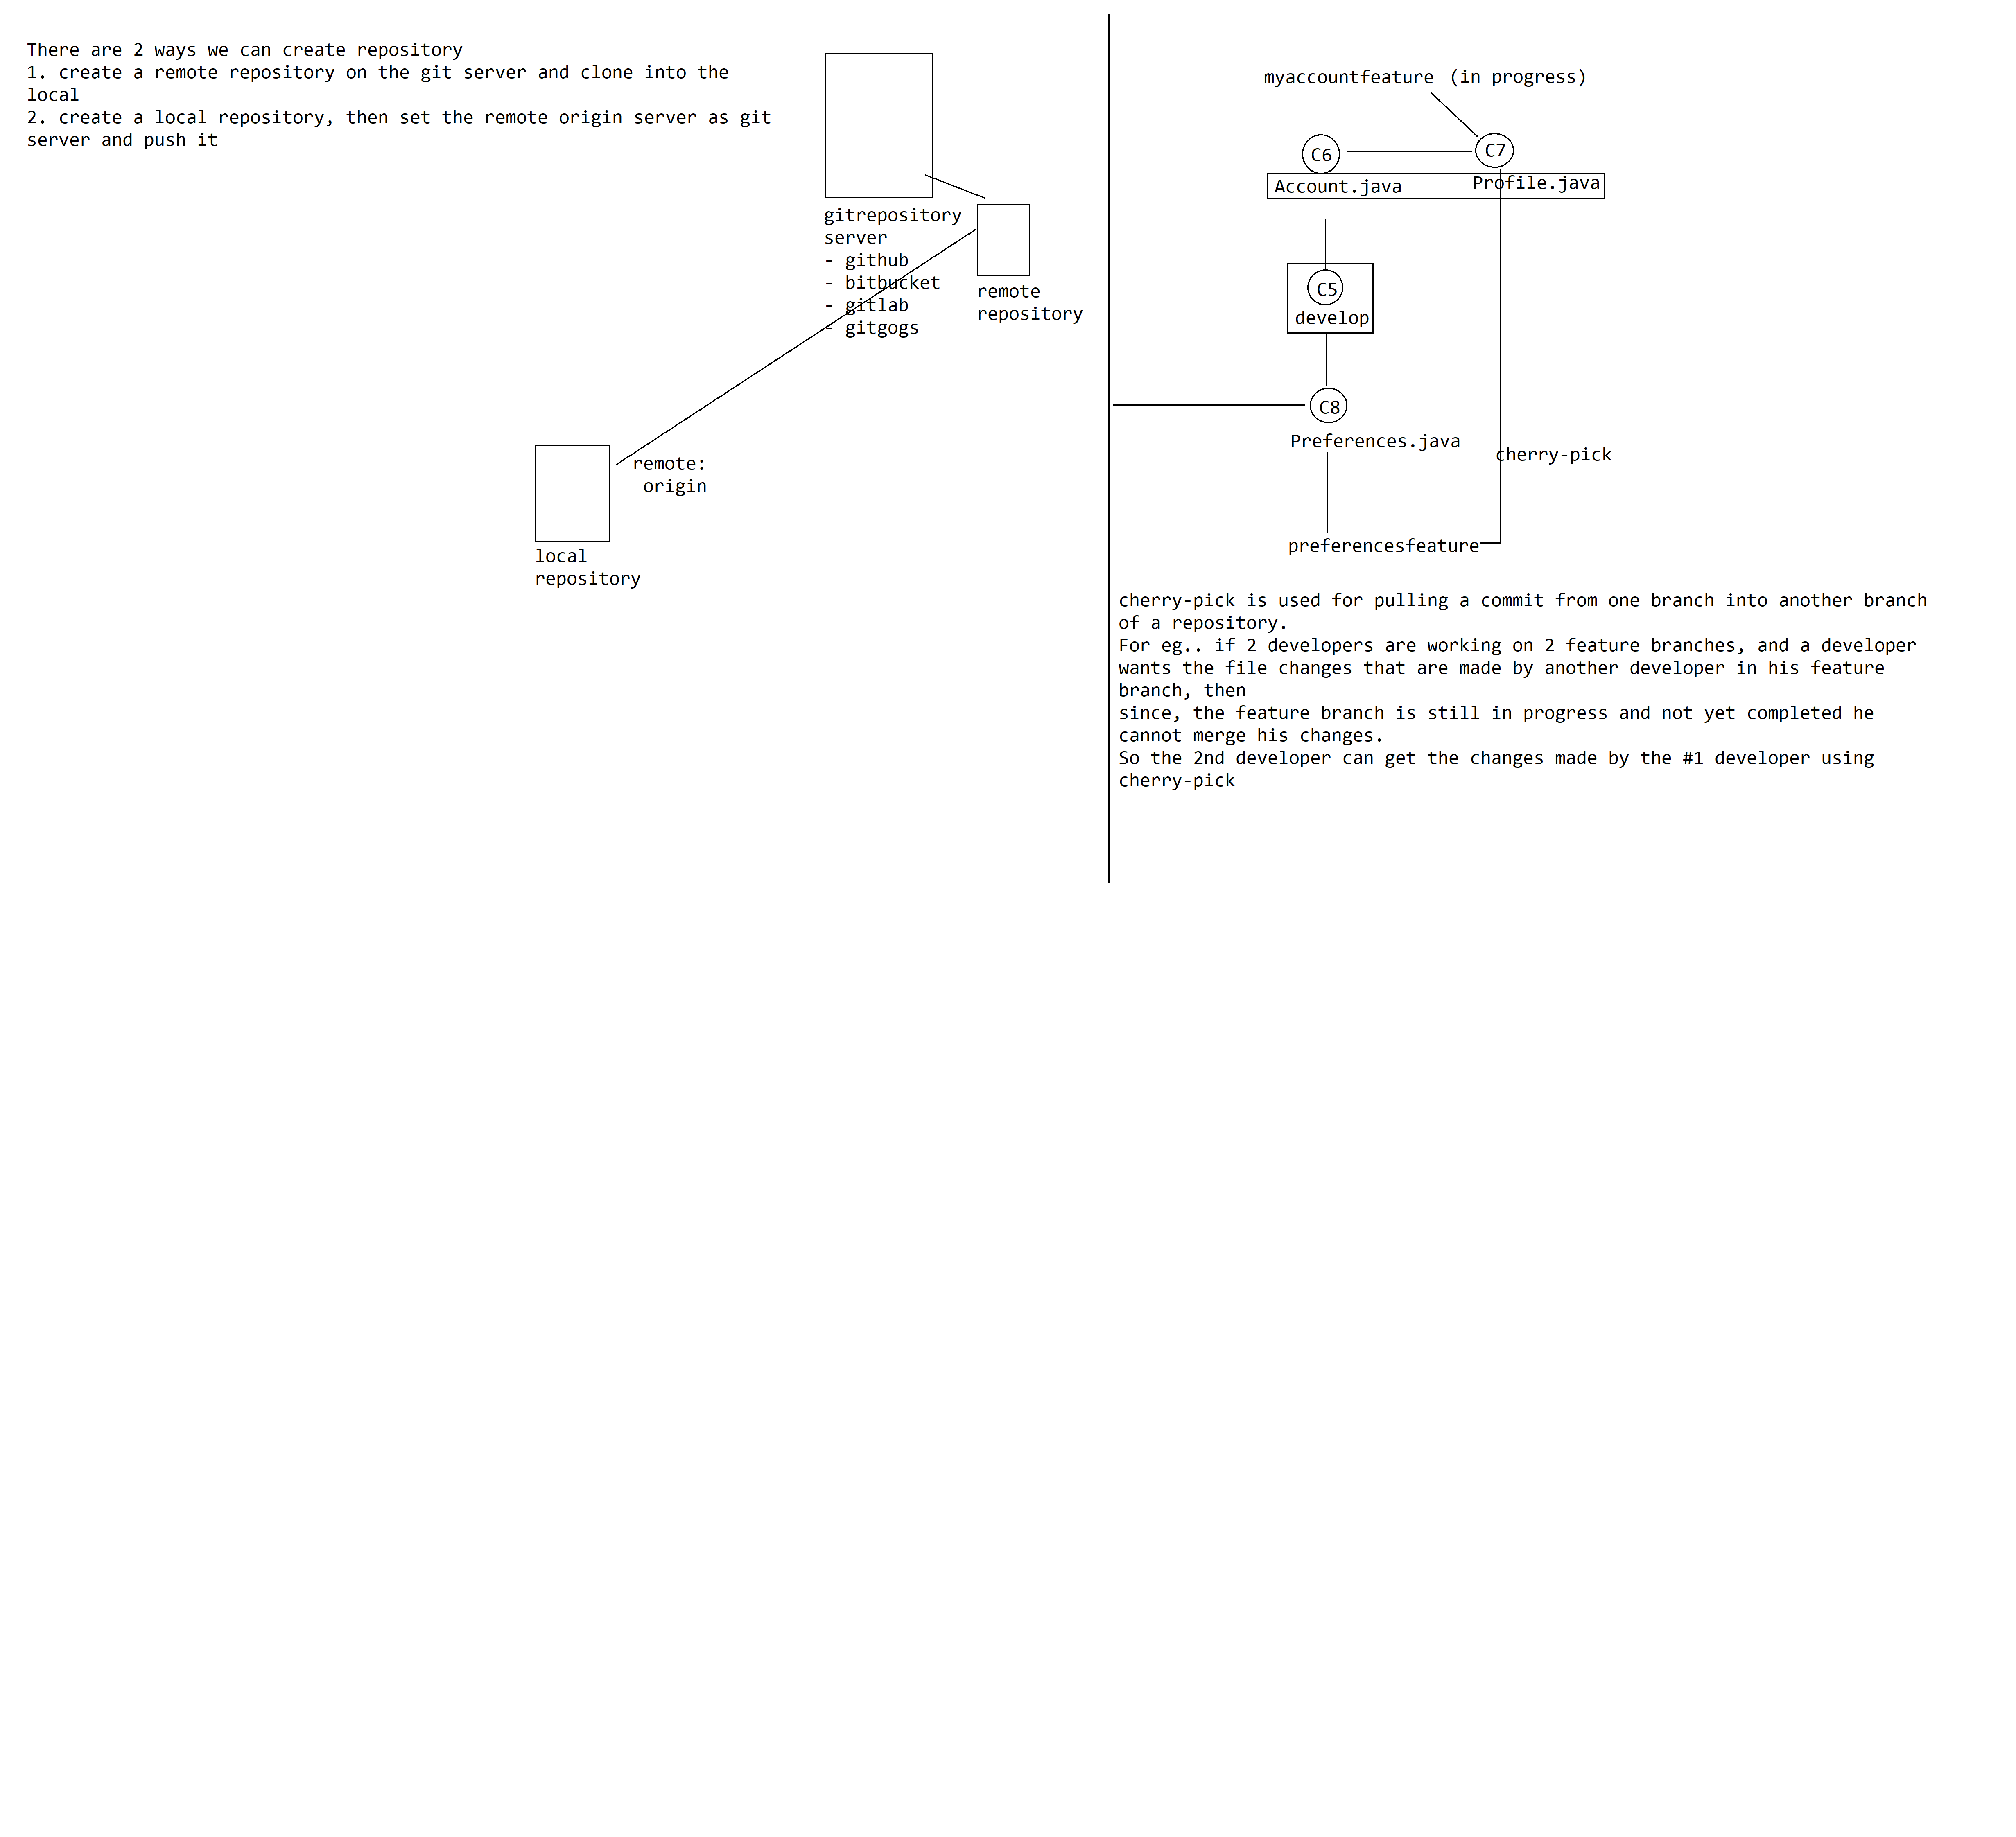 There are 2 ways we can create repository
1. create a remote repository on the git server and clone into the
local
2. create a local repository, then set the remote origin server as git
server and push it
gitrepository
server
- github
- bitbucket
- gitlab
- gitgogs
remote
repository
remote:
origin
local
repository
myaccountfeature (in progress)
C6
C7
Account.java
Profile.java
C5
develop
C8
Preferences.java
cherry-pick
preferencesfeature
cherry-pick is used for pulling a commit from one branch into another branch
of a repository.
For eg.. if 2 developers are working on 2 feature branches, and a developer
wants the file changes that are made by another developer in his feature
branch, then
since, the feature branch is still in progress and not yet completed he
cannot merge his changes.
So the 2nd developer can get the changes made by the #1 developer using
cherry-pick